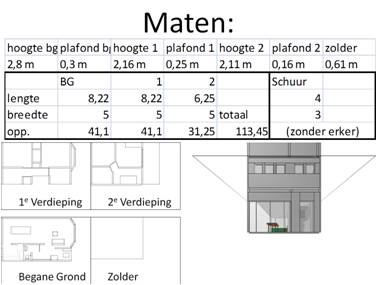 Maten:
hoogte bg plafond bg hoogte 1 plafond 1 hoogte 2 plafond 2 zolder
2,8 m 0,3 m 2,16 m 0,25 m 2,11 m 0,16 m 0,61 m
BG 1 2 Schuur
lengte 8,22 8,22 6,25 4
breedte 5 5 5 totaal 3
opp. 41,1 41,1 31,25 113,45 (zonder erker)
1e Verdieping 2e Verdieping
Begane Grond Zolder